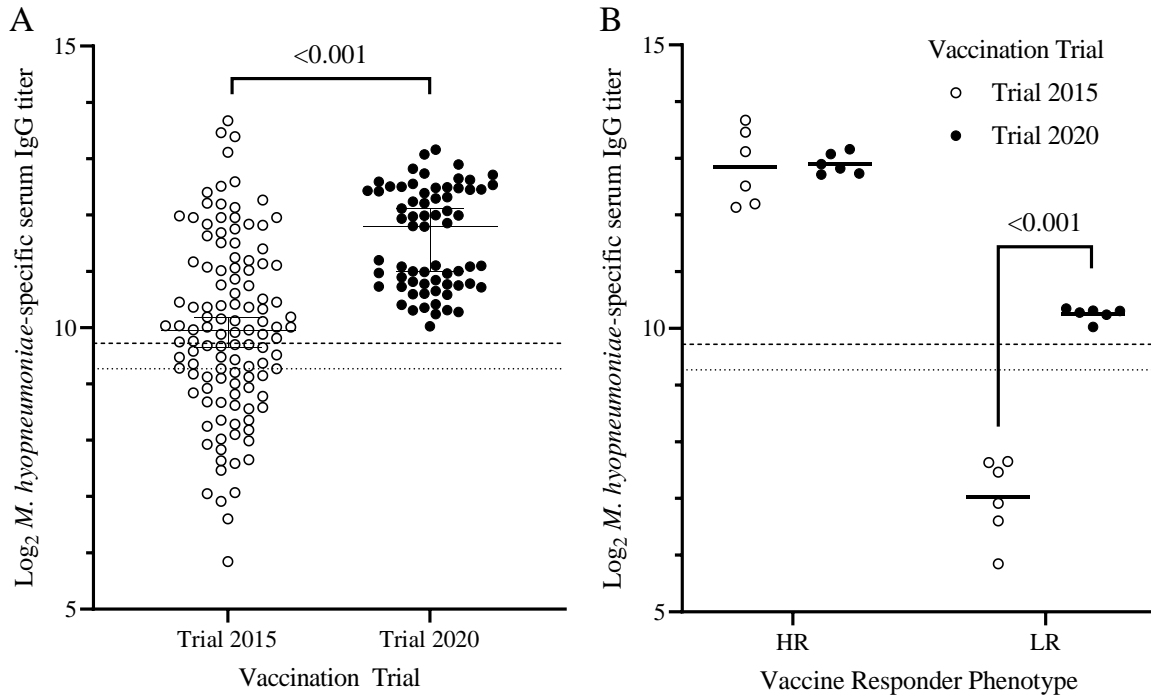 A
Log2 M. hyopneumoniae-specific serum IgG titer
15
10
5
<0.001
Trial 2015
Trial 2020
Vaccination Trial
B
Log2 M. hyopneumoniae-specific serum IgG titer
15
10
5
Vaccination Trial
Trial 2015
Trial 2020
<0.001
HR
LR
Vaccine Responder Phenotype